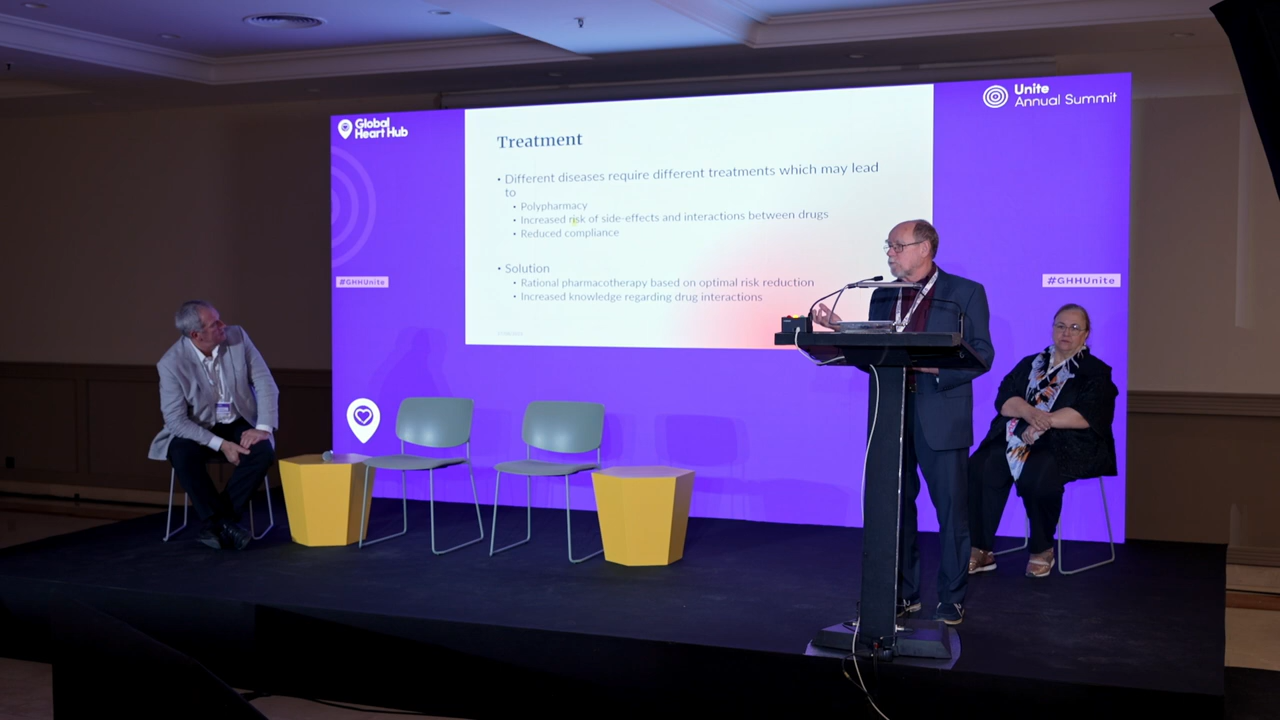 Global
Heart Hub
Unite
Annual Summit
Treatment
• Different diseases require different treatments which may lead
to
• Polypharmacy
• Increased risk of side-effects and interactions between drugs
• Reduced compliance
• Solution
• Rational pharmacotherapy based on optimal risk reduction
• Increased knowledge regarding drug interactions
#GHHUnite
#GHHUnite